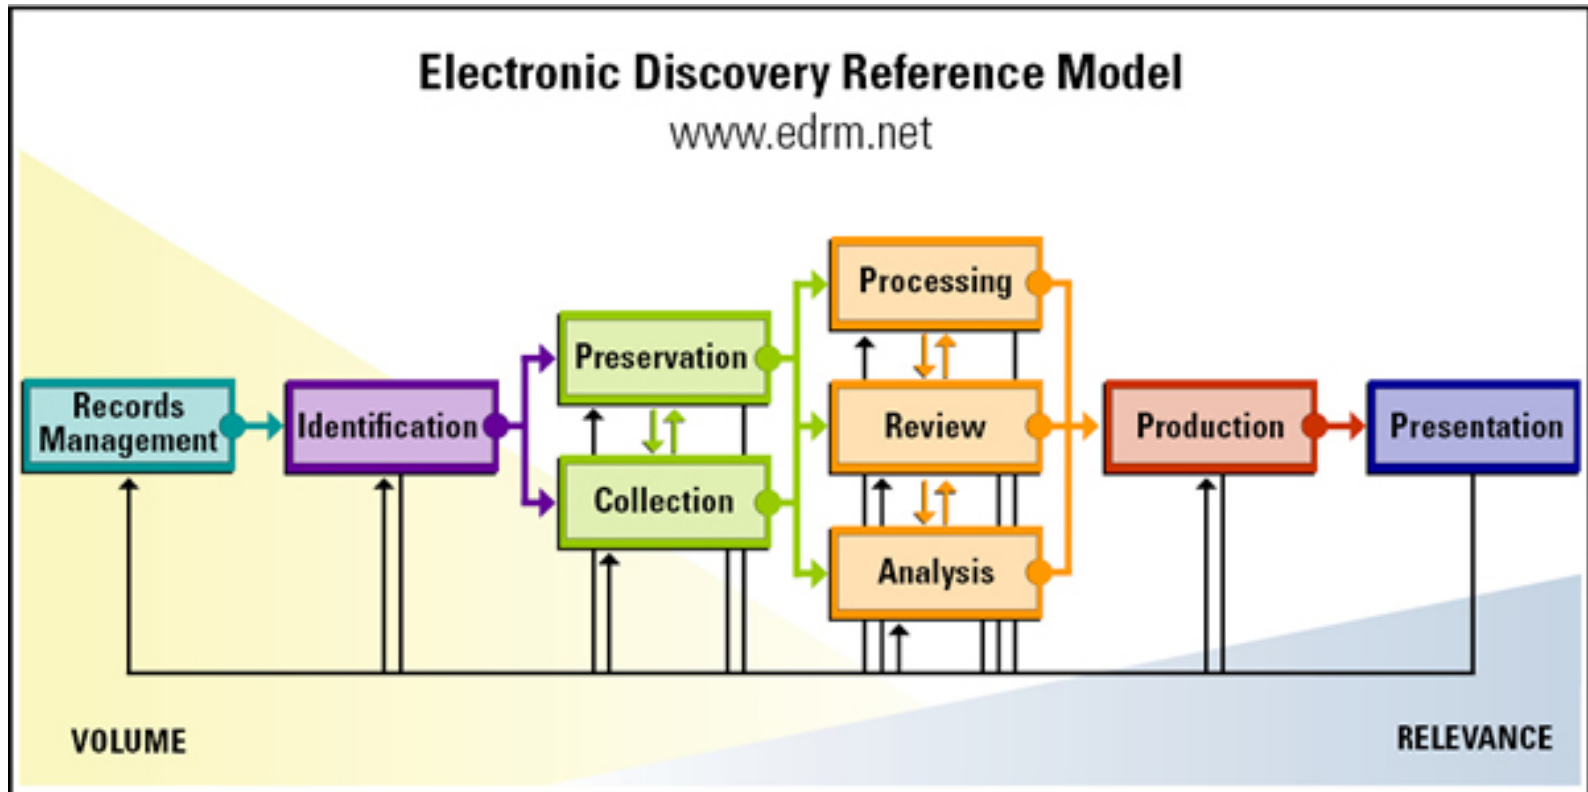 Electronic Discovery Reference Model
www.edrm.net
Processing
Preservation
Records
Management
Identification
Review
Production
Presentation
Collection
Analysis
VOLUME
RELEVANCE